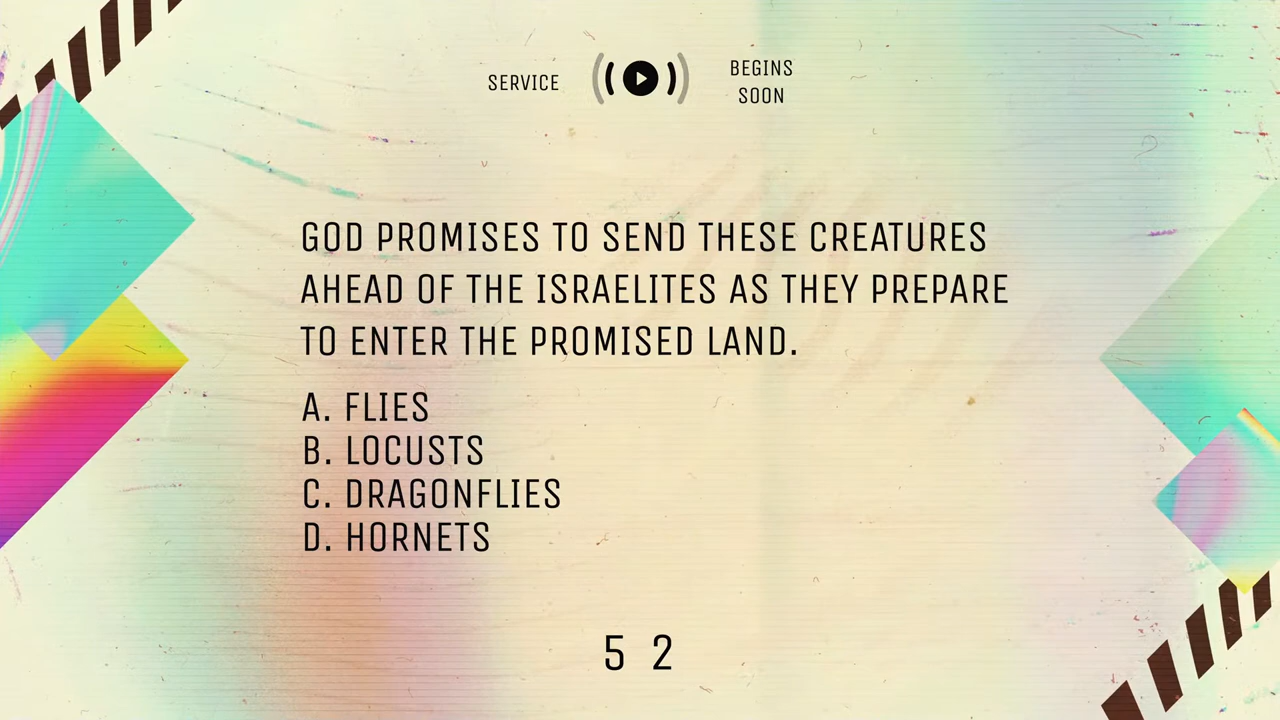 SERVICE
BEGINS
SOON
GOD PROMISES TO SEND THESE CREATURES
AHEAD OF THE ISRAELITES AS THEY PREPARE
TO ENTER THE PROMISED LAND.
A. FLIES
B. LOCUSTS
C. DRAGONFLIES
D. HORNETS
5 2